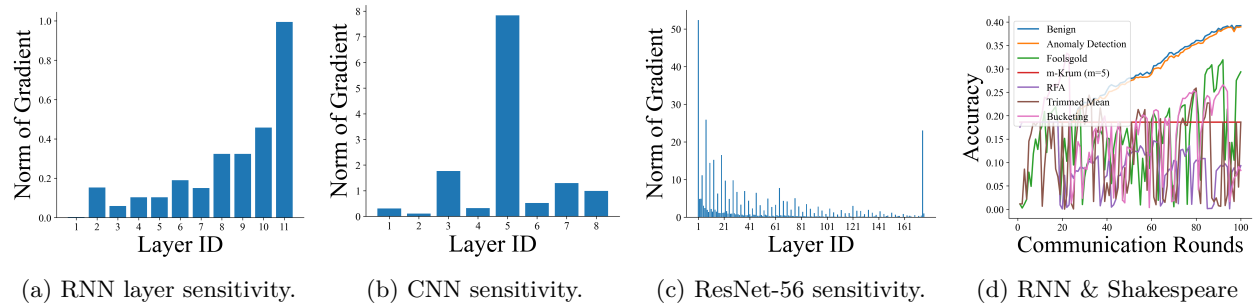 Norm of Gradient
1.0
0.8
0.6
0.4
0.2
0.0
1 2 3 4 5 6 7 8 9 10 11
Layer ID
(a) RNN layer sensitivity.
Norm of Gradient
8
7
6
5
4
3
2
1
0
1 2 3 4 5 6 7 8
Layer ID
(b) CNN sensitivity.
Norm of Gradient
50
40
30
20
10
0
1 21 41 61 81 101 121 141 161
Layer ID
(c) ResNet-56 sensitivity.
Accuracy
0.40
0.35
0.30
0.25
0.20
0.15
0.10
0.05
0.00
Benign
Anomaly Detection
Foolsgold
m-Krum (m=5)
RFA
Trimmed Mean
Bucketing
0 20 40 60 80 100
Communication Rounds
(d) RNN & Shakespeare